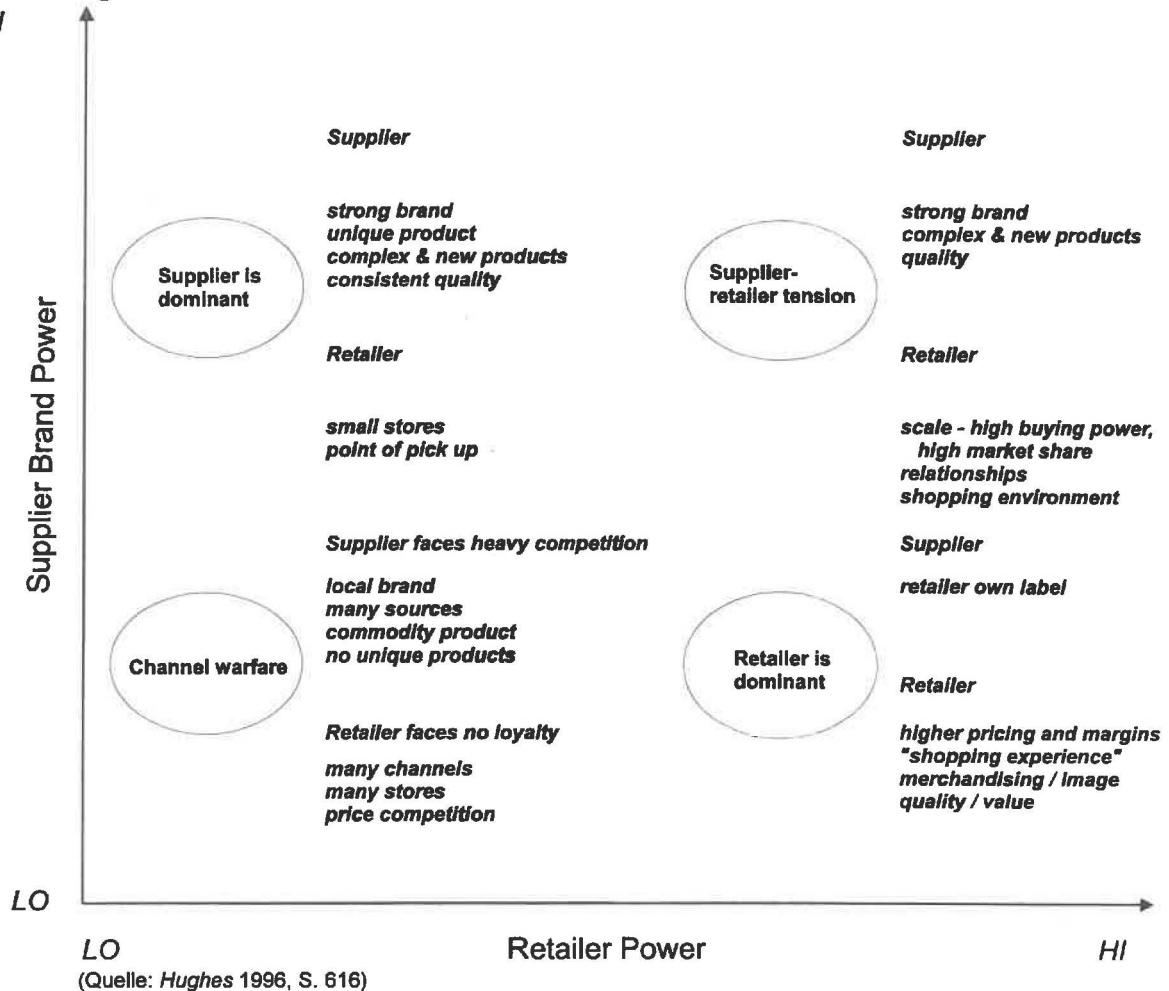 Supplier
strong brand
unique product
complex & new products
consistent quality
Supplier is
dominant
Retailer
small stores
point of pick up
Supplier
strong brand
complex & new products
quality
Supplier-
retailer tension
Retailer
scale - high buying power,
high market share
relationships
shopping environment
Supplier Brand Power
Supplier faces heavy competition
local brand
many sources
commodity product
no unique products
Channel warfare
Retailer faces no loyalty
many channels
many stores
price competition
Supplier
retailer own label
Retailer is
dominant
Retailer
higher pricing and margins
"shopping experience"
merchandising / image
quality / value
LO
LO
Retailer Power
HI
(Quelle: Hughes 1996, S. 616)